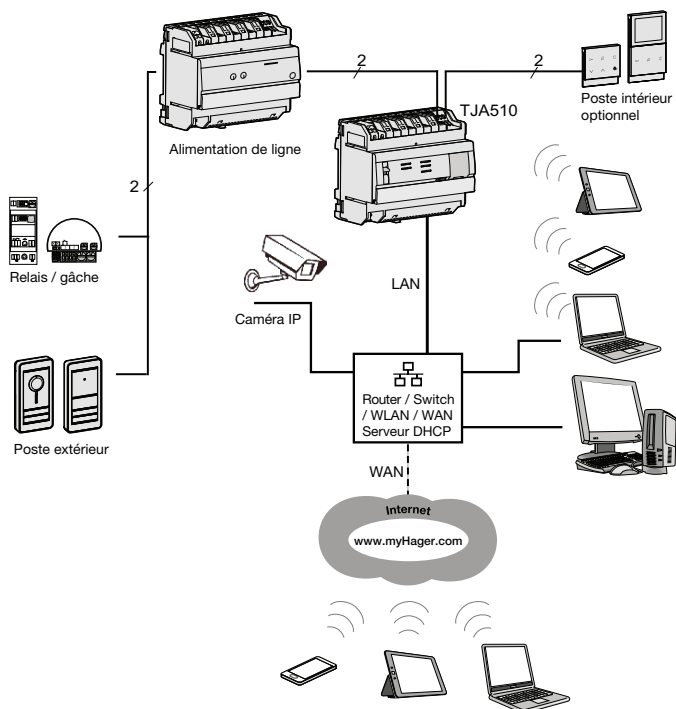 2
2
TJA510
Poste intérieur
optionnel
Alimentation de ligne
2
Relais / gâche
LAN
Caméra IP
Router / Switch
/ WLAN / WAN
Serveur DHCP
Poste extérieur
WAN
Internet
www.myHager.com